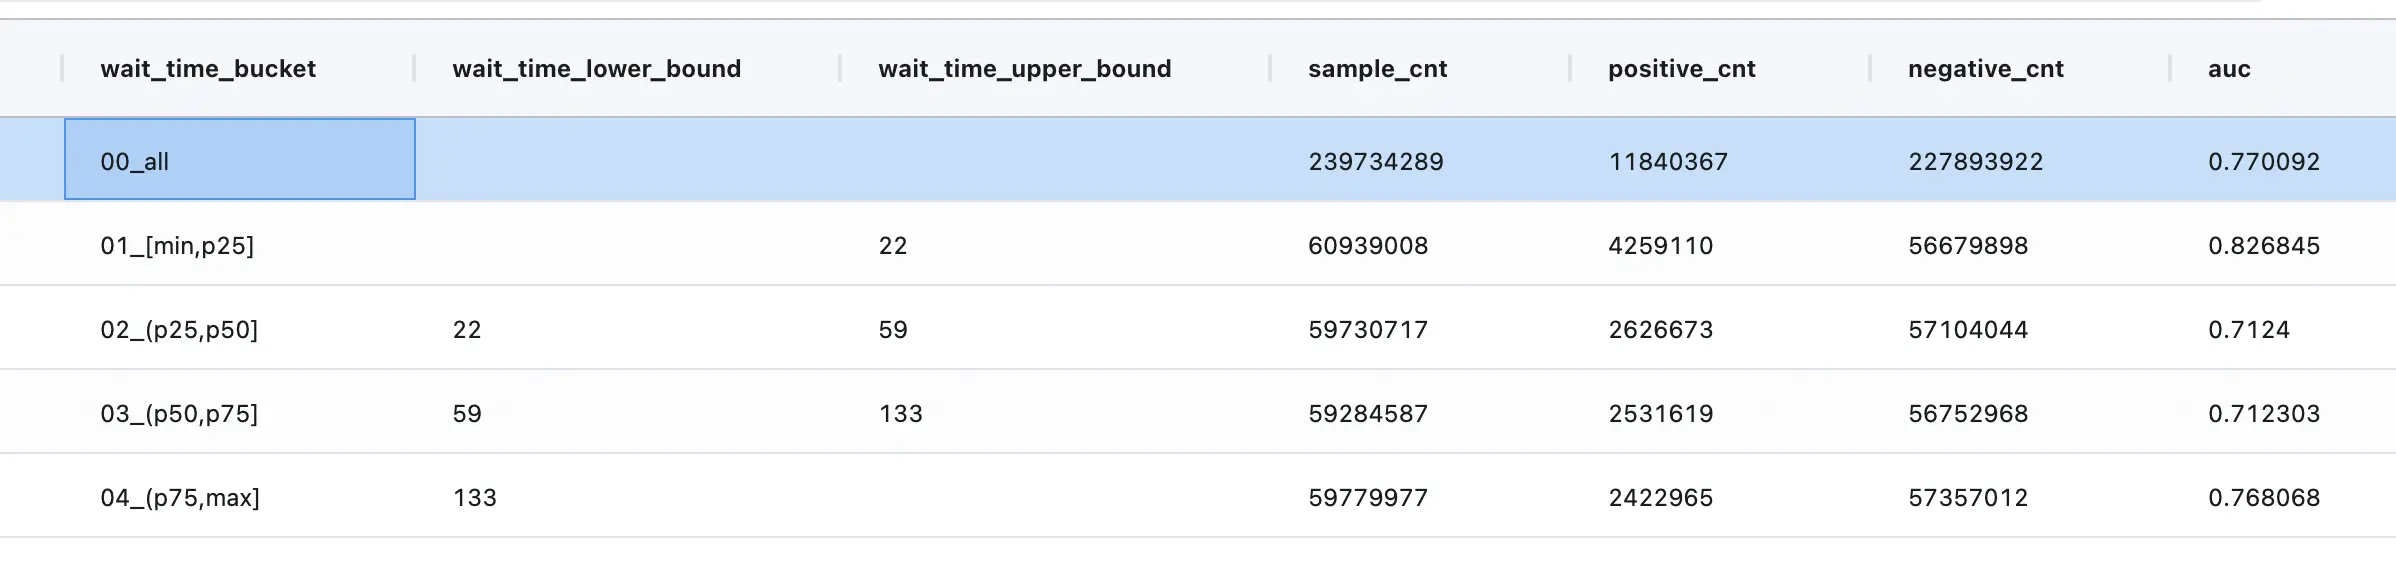 wait_time_bucket wait_time_lower_bound wait_time_upper_bound sample_cnt positive_cnt negative_cnt auc
00_all 239734289 11840367 227893922 0.770092
01_[min,p25] 22 60939008 4259110 56679898 0.826845
02_(p25,p50] 22 59 59730717 2626673 57104044 0.7124
03_(p50,p75] 59 133 59284587 2531619 56752968 0.712303
04_(p75,max] 133 59779977 2422965 57357012 0.768068